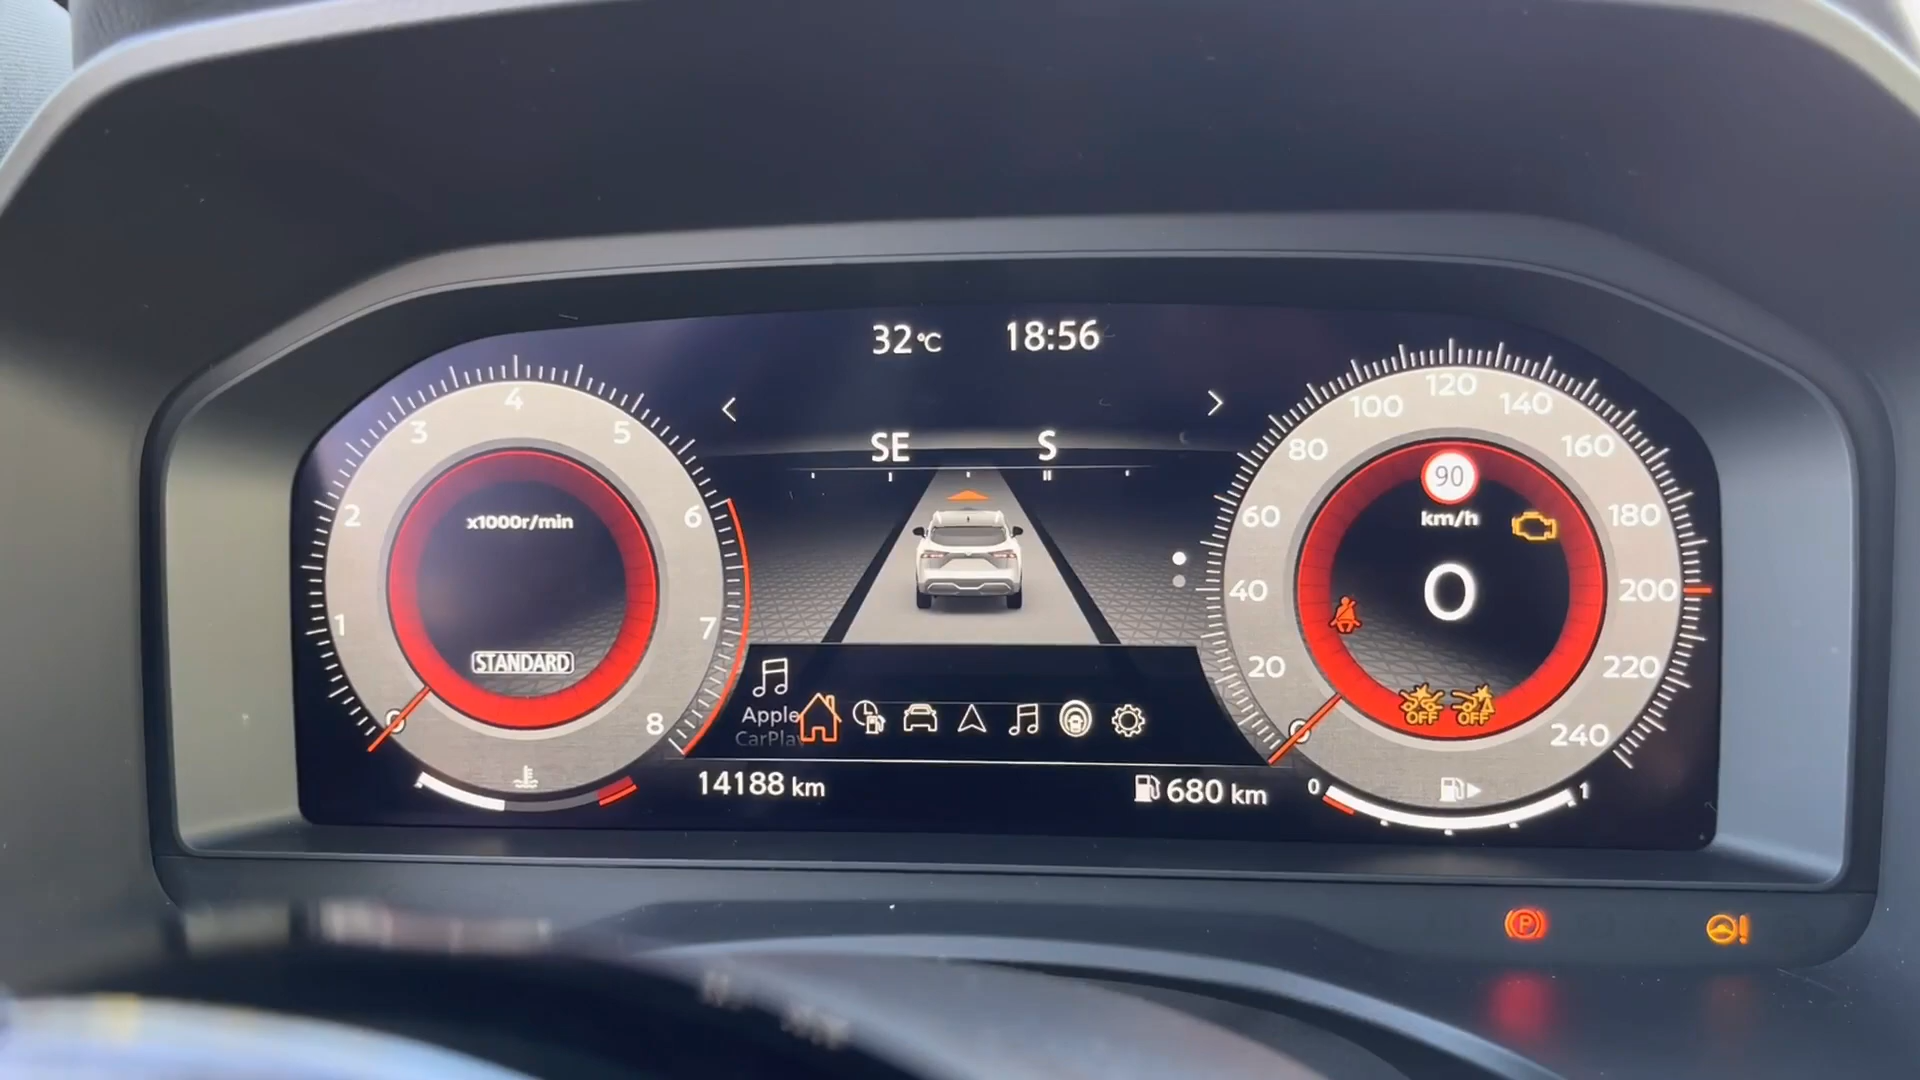 32°C 18:56
SE S
x1000r/min
STANDARD
0 1 2 3 4 5 6 7 8
90
km/h
0
OFF OFF
0 20 40 60 80 100 120 140 160 180 200 220 240
Apple
CarPlay
14188 km
680 km
0 1
P